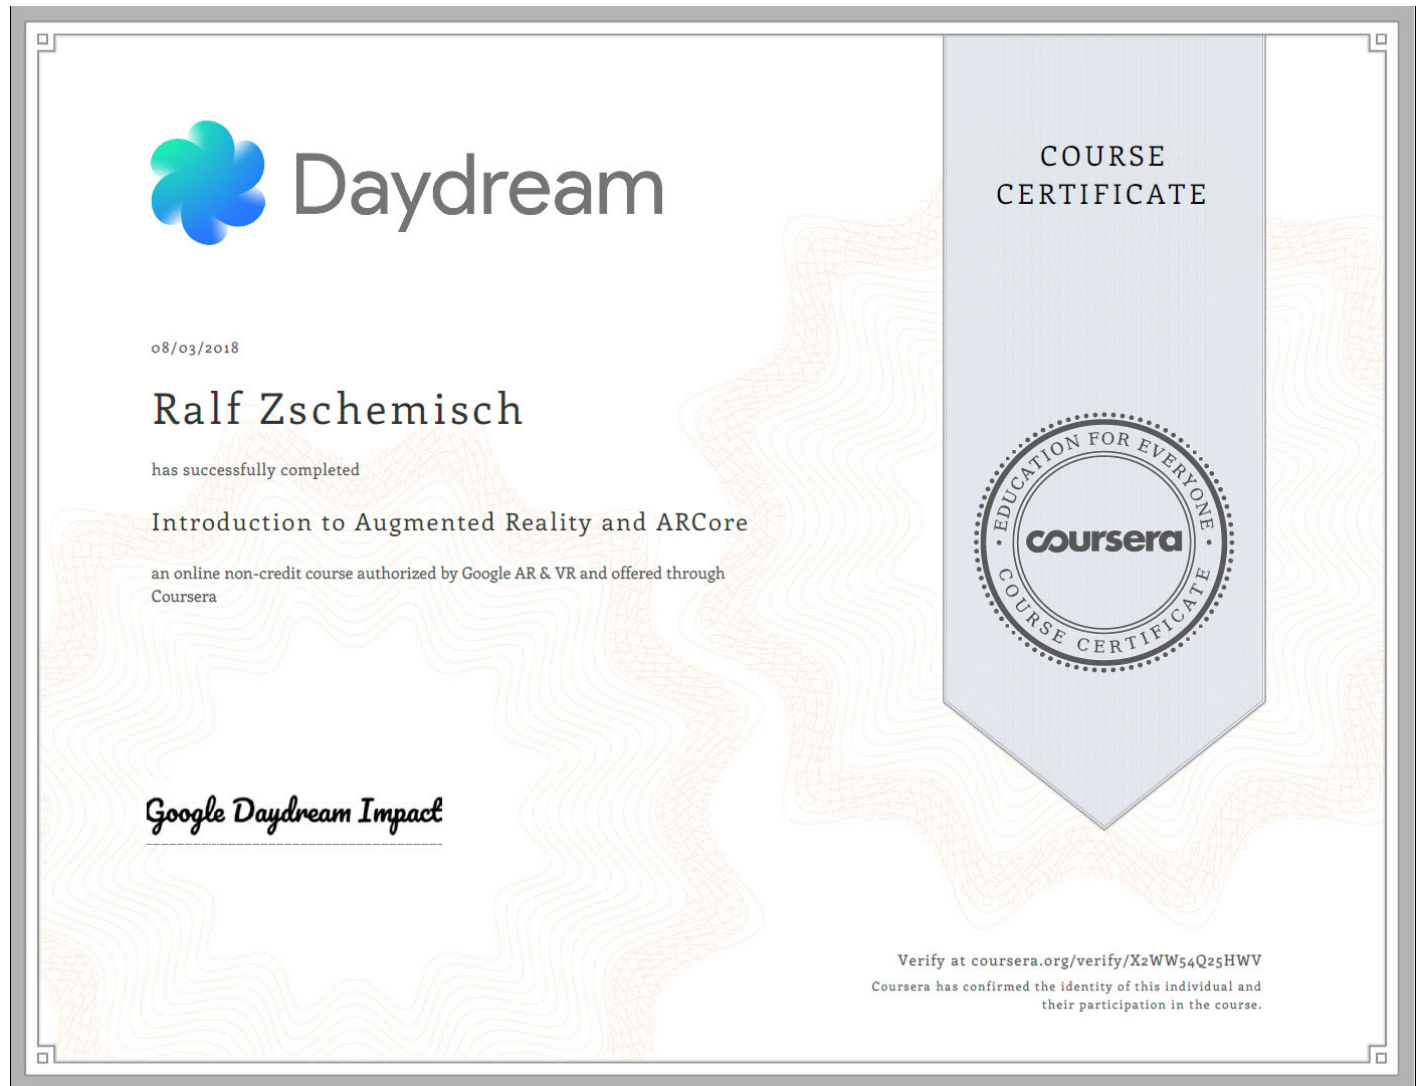 Daydream
COURSE
CERTIFICATE
08/03/2018
Ralf Zschemisch
has successfully completed
Introduction to Augmented Reality and ARCore
an online non-credit course authorized by Google AR & VR and offered through
Coursera
EDUCATION FOR EVERYONE
coursera
COURSE CERTIFICATE
Google Daydream Impact
Verify at coursera.org/verify/X2WW54Q25HWV
Coursera has confirmed the identity of this individual and
their participation in the course.